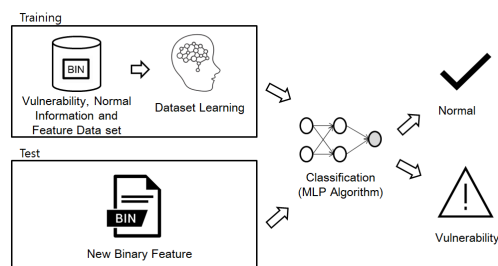 Training
BIN
Vulnerability, Normal
Information and
Feature Data set
Dataset Learning
Test
BIN
New Binary Feature
Classification
(MLP Algorithm)
Normal
Vulnerability